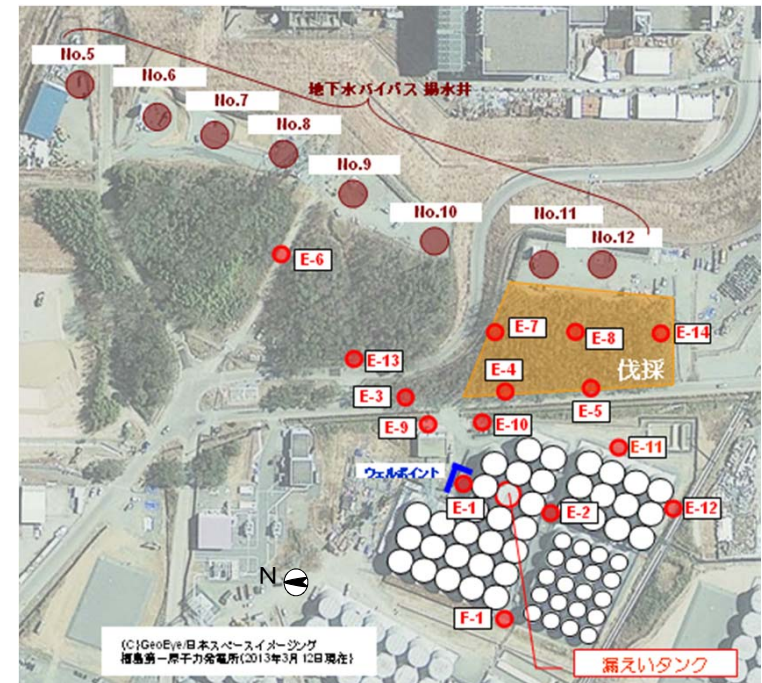 No.5
No.6
No.7
地下水バイパス 揚水井
No.8
No.9
No.10
No.11
No.12
E-6
E-7
E-8
E-14
E-13
伐採
E-4
E-3
E-5
E-9
E-10
E-11
ウェルポイント
E-1
E-2
E-12
N
F-1
(C)GeoEye/日本スペースイメージング
福島第一原子力発電所(2013年3月12日現在)
漏えいタンク